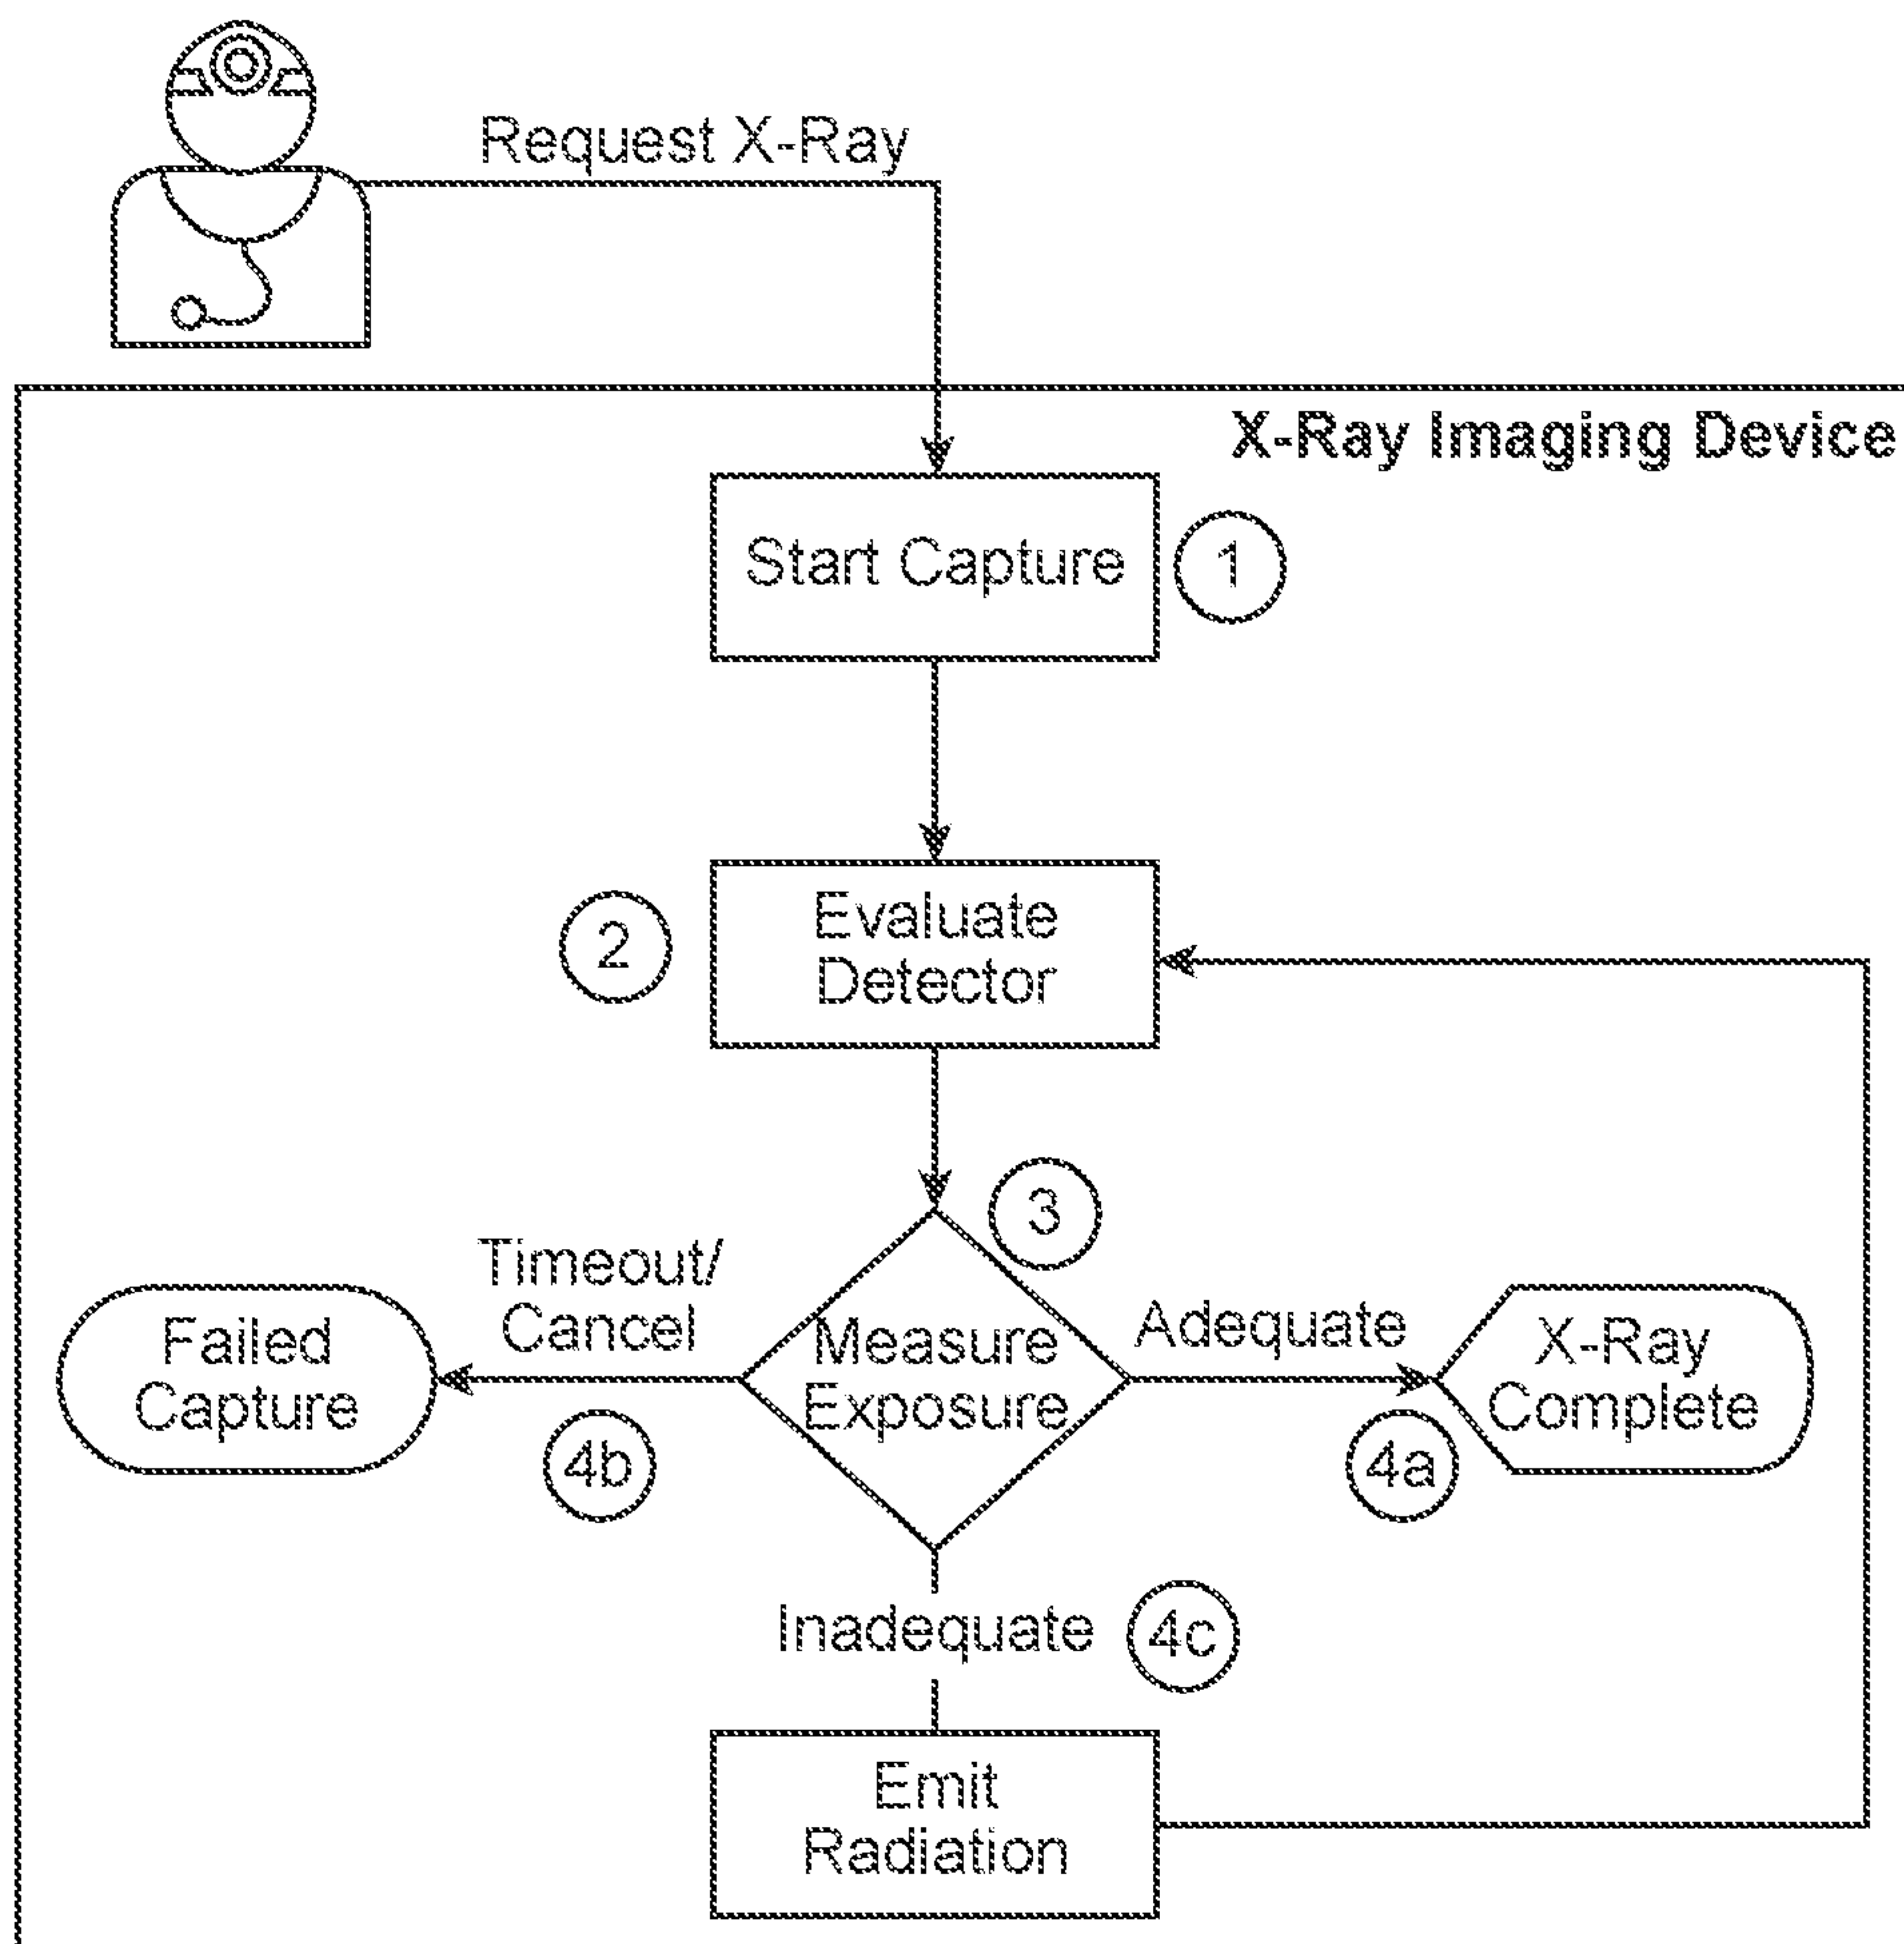 Request X-Ray
X-Ray Imaging Device
Start Capture
1
Evaluate
Detector
2
3
Timeout/
Cancel
Measure
Exposure
Adequate
X-Ray
Complete
Failed
Capture
4b
4a
Inadequate
4c
Emit
Radiation